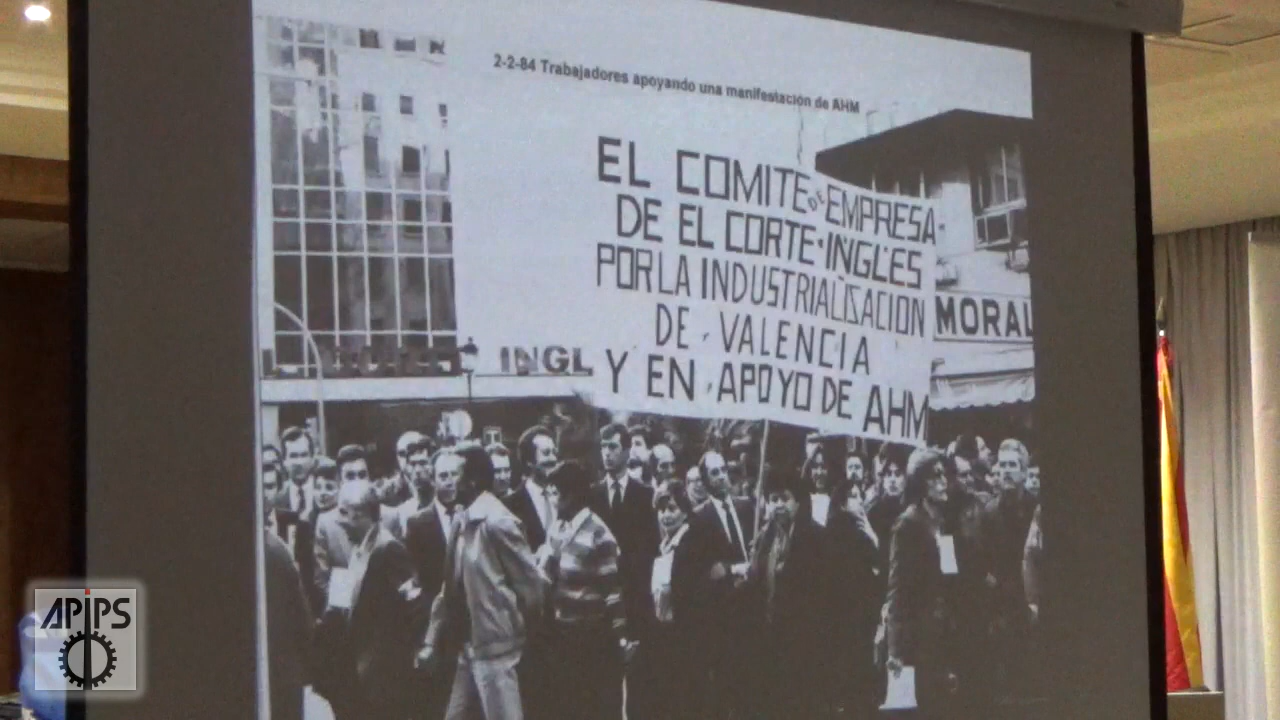 2-2-84 Trabajadores apoyando una manifestación de AHM
EL COMITE DE EMPRESA
DE EL CORTE INGLES
POR LA INDUSTRIALISACION
DE VALENCIA
Y EN APOYO DE AHM
MORAL
INGL
APIPS